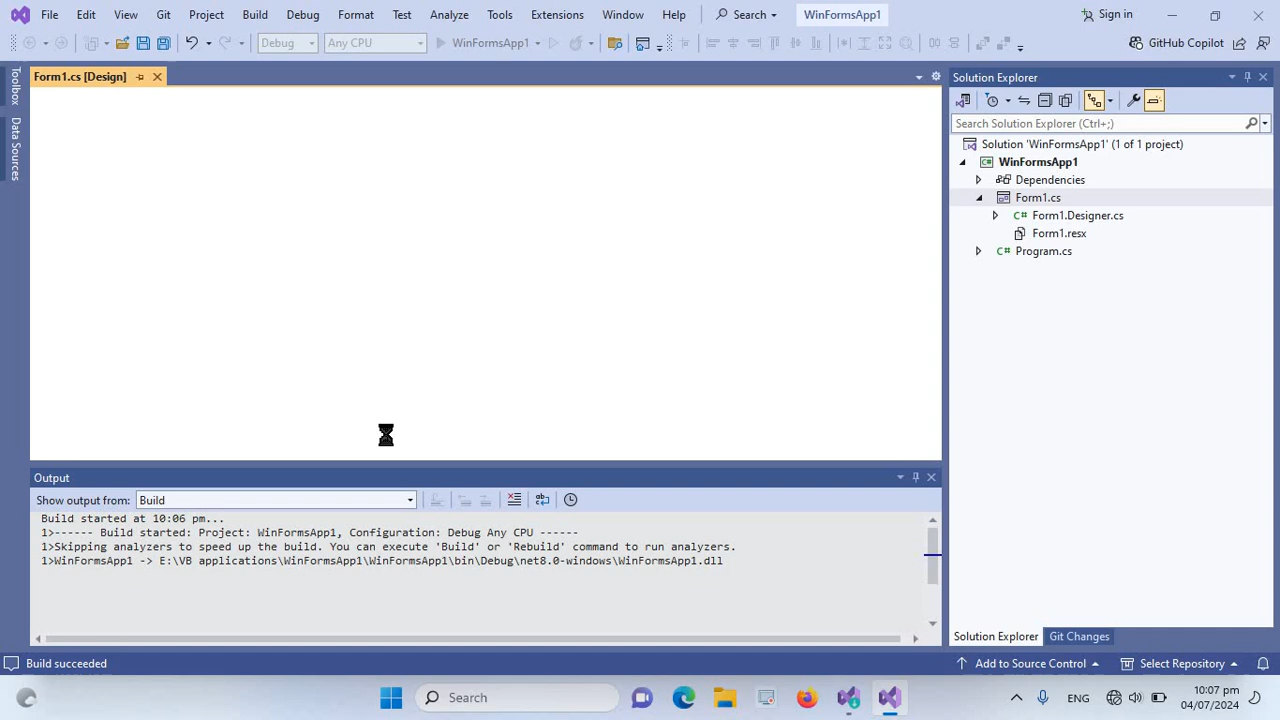 File Edit View Git Project Build Debug Format Test Analyze Tools Extensions Window Help Search WinFormsApp1 Sign in
Debug Any CPU WinFormsApp1 GitHub Copilot
Toolbox
Data Sources
Form1.cs [Design]
Solution Explorer
Search Solution Explorer (Ctrl+;)
Solution 'WinFormsApp1' (1 of 1 project)
WinFormsApp1
Dependencies
Form1.cs
Form1.Designer.cs
Form1.resx
Program.cs
Output
Show output from: Build
Build started at 10:06 pm...
1>------ Build started: Project: WinFormsApp1, Configuration: Debug Any CPU ------
1>Skipping analyzers to speed up the build. You can execute 'Build' or 'Rebuild' command to run analyzers.
1>WinFormsApp1 -> E:\VB applications\WinFormsApp1\WinFormsApp1\bin\Debug\net8.0-windows\WinFormsApp1.dll
Solution Explorer Git Changes
Build succeeded Add to Source Control Select Repository
Search ENG 10:07 pm
04/07/2024